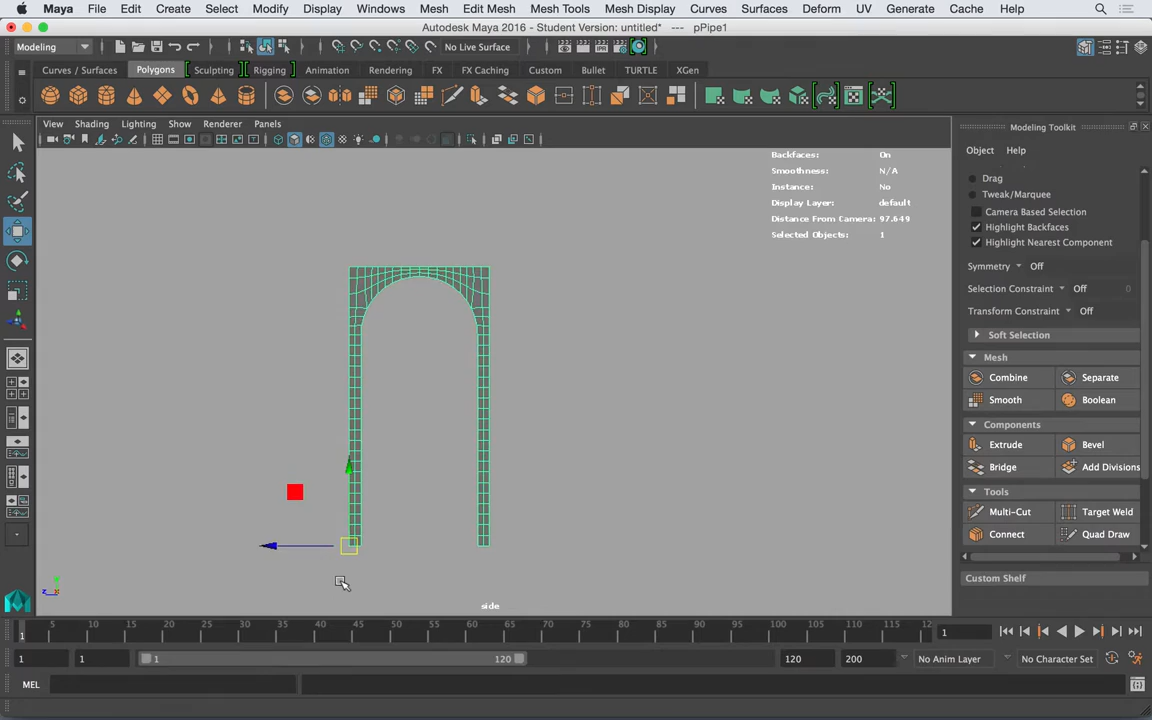 Maya File Edit Create Select Modify Display Windows Mesh Edit Mesh Mesh Tools Mesh Display Curves Surfaces Deform UV Generate Cache Help
Autodesk Maya 2016 - Student Version: untitled* --- pPipe1
Modeling No Live Surface
Curves / Surfaces Polygons Sculpting Rigging Animation Rendering FX FX Caching Custom Bullet TURTLE XGen
View Shading Lighting Show Renderer Panels
Modeling Toolkit
Object Help
Backfaces: On
Smoothness: N/A
Instance: No
Display Layer: default
Distance From Camera: 97.649
Selected Objects: 1
Drag
Tweak/Marquee
Camera Based Selection
Highlight Backfaces
Highlight Nearest Component
Symmetry Off
Selection Constraint Off 0
Transform Constraint Off
Soft Selection
Mesh
Combine Separate
Smooth Boolean
Components
Extrude Bevel
Bridge Add Divisions
Tools
Multi-Cut Target Weld
Connect Quad Draw
Custom Shelf
y
z
side
5 10 15 20 25 30 35 40 45 50 55 60 65 70 75 80 85 90 95 100 105 110 115 12
1
1
1 1 1 120 120 200 No Anim Layer No Character Set
MEL